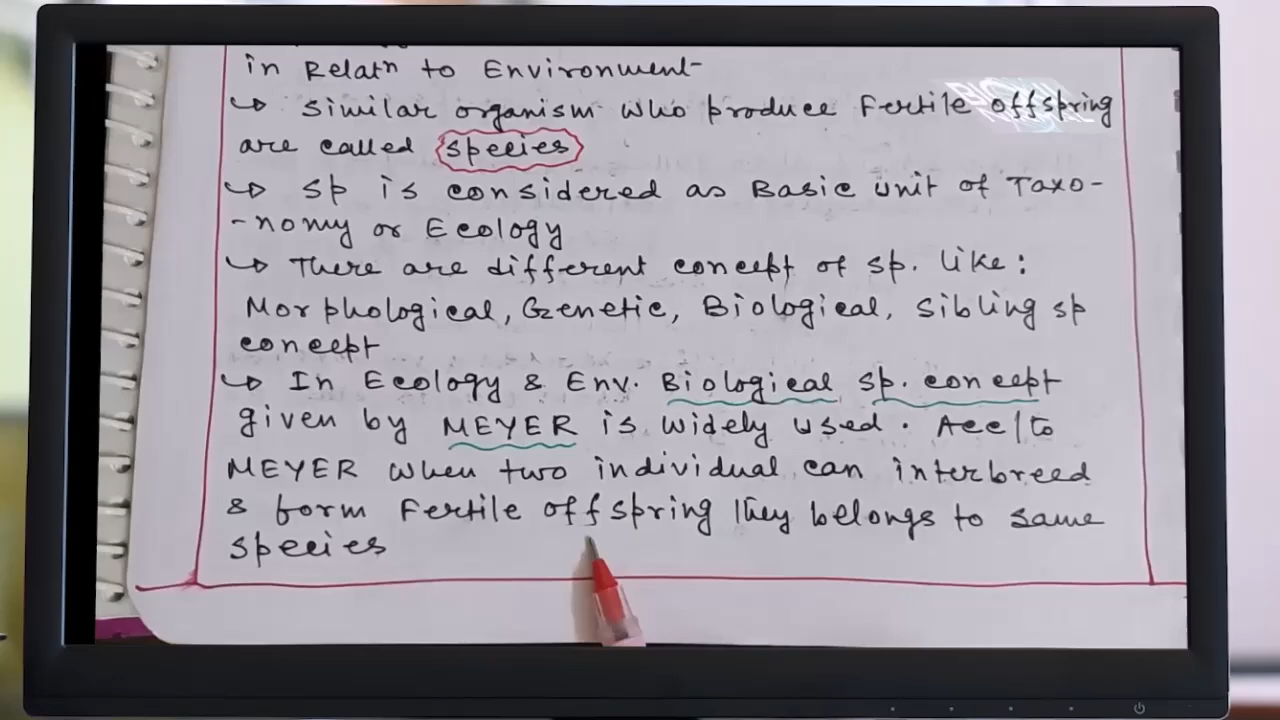 in Relatn to Environment
↳ Similar organism who produce Fertile offspring
are called species
↳ Sp is considered as Basic unit of Taxo-
-nomy or Ecology
↳ There are different concept of sp. like:
Morphological, Genetic, Biological, Sibling sp
concept
↳ In Ecology & Env. Biological sp. concept
given by MEYER is widely used. Acc/to
MEYER when two individual can interbreed
& form Fertile offspring they belongs to same
species